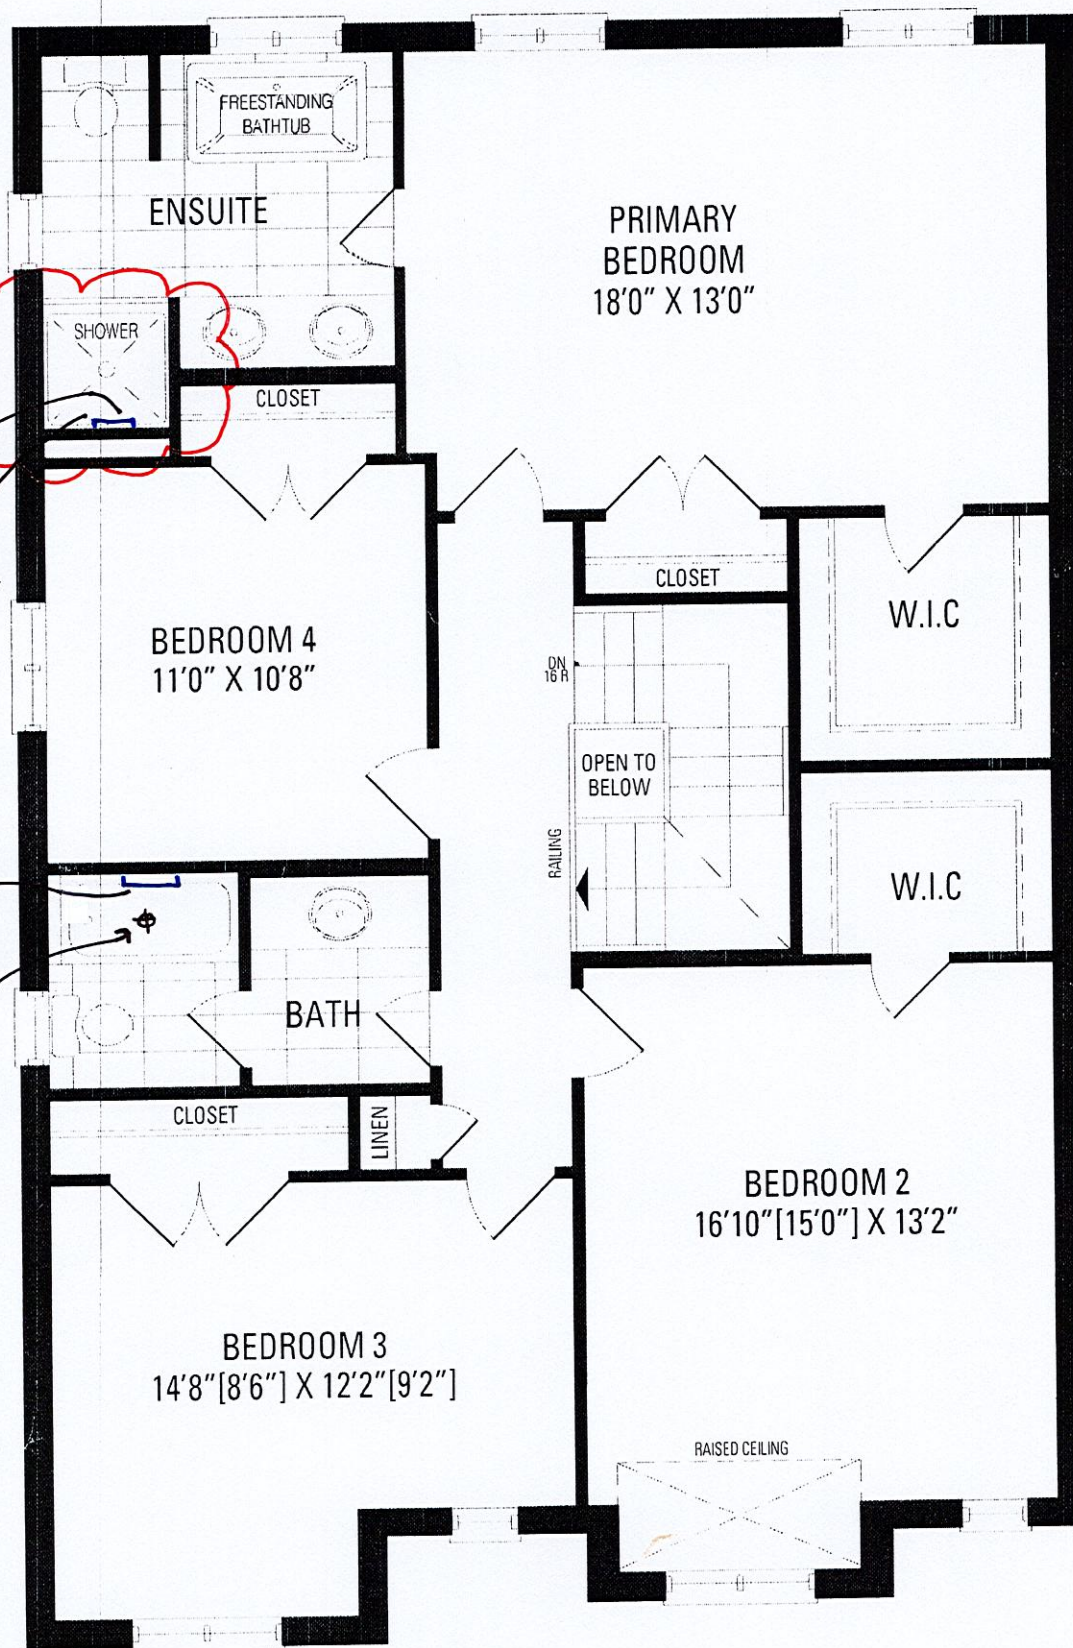 FREESTANDING
BATHTUB
ENSUITE
PRIMARY
BEDROOM
18'0" X 13'0"
SHOWER
CLOSET
CLOSET
W.I.C
BEDROOM 4
11'0" X 10'8"
DN
16 R
OPEN TO
BELOW
RAILING
W.I.C
BATH
CLOSET
LINEN
BEDROOM 2
16'10"[15'0"] X 13'2"
BEDROOM 3
14'8"[8'6"] X 12'2"[9'2"]
RAISED CEILING